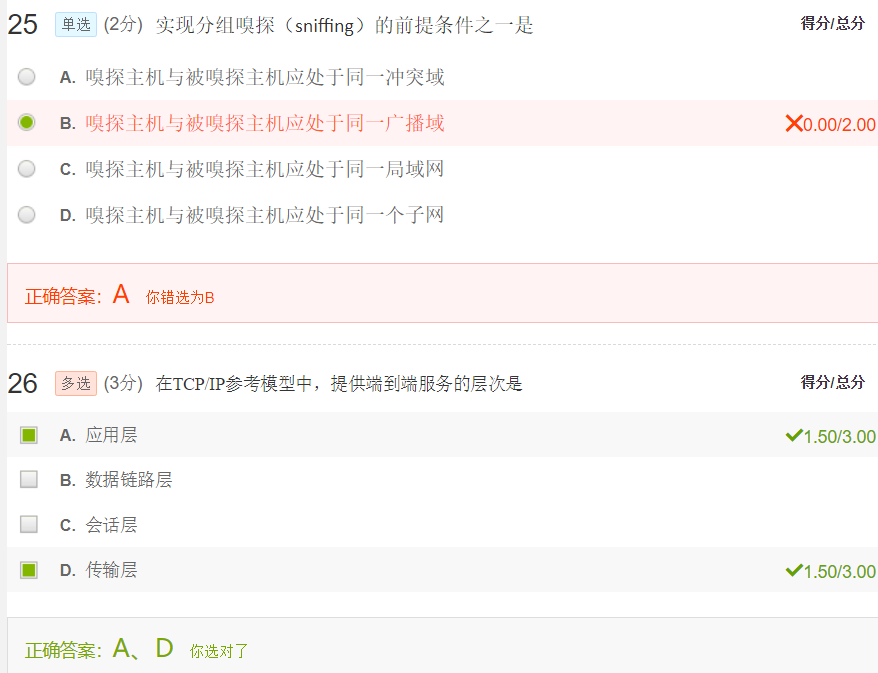 25 单选 (2分) 实现分组嗅探（sniffing）的前提条件之一是 得分/总分
A. 嗅探主机与被嗅探主机应处于同一冲突域
B. 嗅探主机与被嗅探主机应处于同一广播域 0.00/2.00
C. 嗅探主机与被嗅探主机应处于同一局域网
D. 嗅探主机与被嗅探主机应处于同一个子网
正确答案：A 你错选为B
26 多选 (3分) 在TCP/IP参考模型中，提供端到端服务的层次是 得分/总分
A. 应用层 1.50/3.00
B. 数据链路层
C. 会话层
D. 传输层 1.50/3.00
正确答案：A、D 你选对了